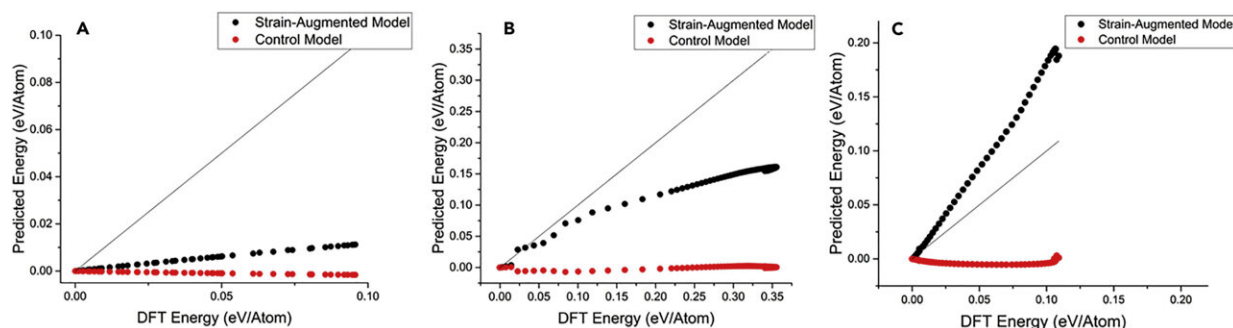 A
Strain-Augmented Model
Control Model
0.10
0.08
0.06
0.04
0.02
0.00
Predicted Energy (eV/Atom)
0.00 0.05 0.10
DFT Energy (eV/Atom)
B
Strain-Augmented Model
Control Model
0.35
0.30
0.25
0.20
0.15
0.10
0.05
0.00
Predicted Energy (eV/Atom)
0.00 0.05 0.10 0.15 0.20 0.25 0.30 0.35
DFT Energy (eV/Atom)
C
Strain-Augmented Model
Control Model
0.20
0.15
0.10
0.05
0.00
Predicted Energy (eV/Atom)
0.00 0.05 0.10 0.15 0.20
DFT Energy (eV/Atom)